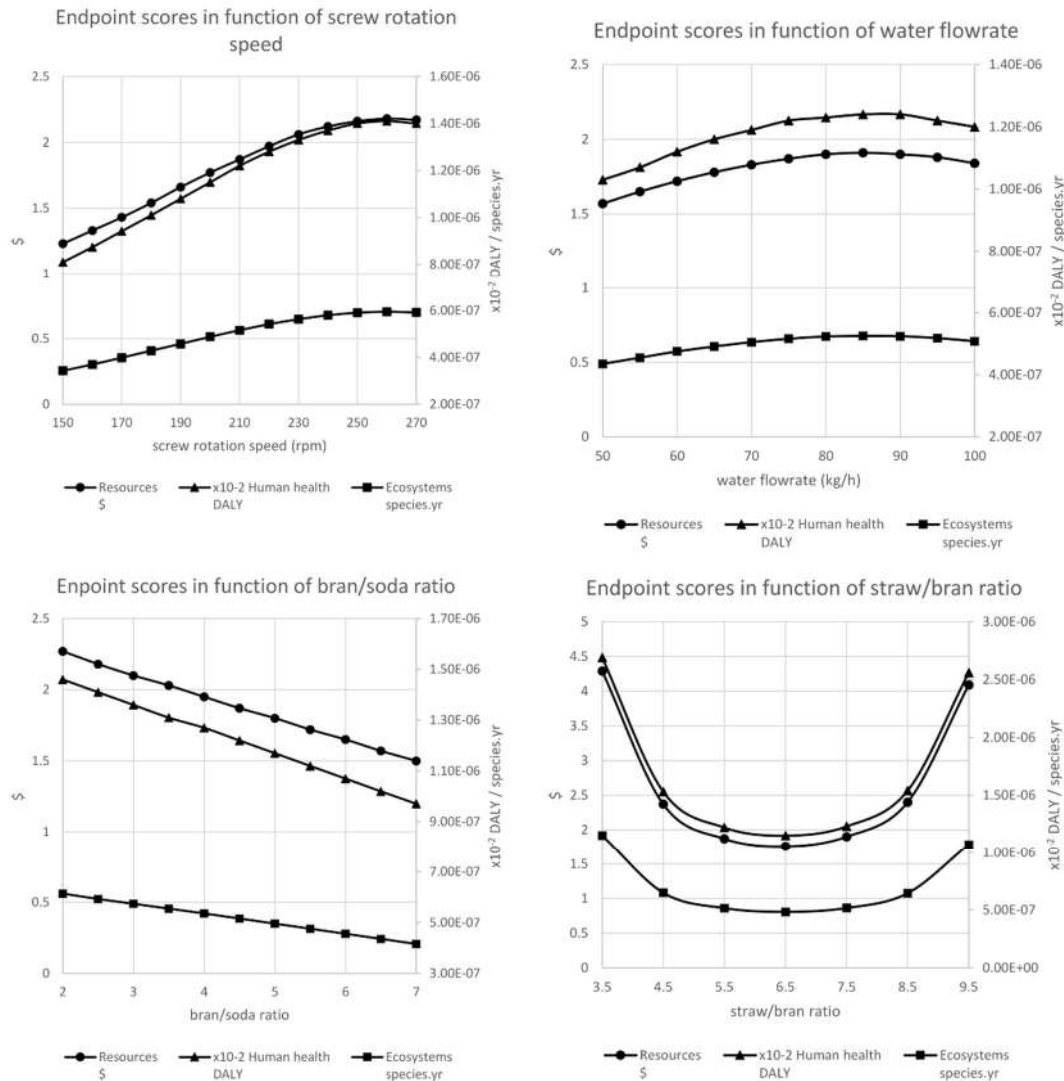 Endpoint scores in function of screw rotation
speed
2.5
2
1.5
1
0.5
0
$
1.60E-06
1.40E-06
1.20E-06
1.00E-06
8.00E-07
6.00E-07
4.00E-07
2.00E-07
x10-2 DALY / species.yr
150 170 190 210 230 250 270
screw rotation speed (rpm)
Resources x10-2 Human health Ecosystems
$ DALY species.yr
Endpoint scores in function of water flowrate
2.5
2
1.5
1
0.5
0
$
1.40E-06
1.20E-06
1.00E-06
8.00E-07
6.00E-07
4.00E-07
2.00E-07
x10-2 DALY / species.yr
50 60 70 80 90 100
water flowrate (kg/h)
Resources x10-2 Human health Ecosystems
$ DALY species.yr
Enpoint scores in function of bran/soda ratio
2.5
2
1.5
1
0.5
0
$
1.70E-06
1.50E-06
1.30E-06
1.10E-06
9.00E-07
7.00E-07
5.00E-07
3.00E-07
x10-2 DALY / species.yr
2 3 4 5 6 7
bran/soda ratio
Resources x10-2 Human health Ecosystems
$ DALY species.yr
Endpoint scores in function of straw/bran ratio
5
4.5
4
3.5
3
2.5
2
1.5
1
0.5
0
$
3.00E-06
2.50E-06
2.00E-06
1.50E-06
1.00E-06
5.00E-07
0.00E+00
x10-2 DALY / species.yr
3.5 4.5 5.5 6.5 7.5 8.5 9.5
straw/bran ratio
Resources x10-2 Human health Ecosystems
$ DALY species.yr